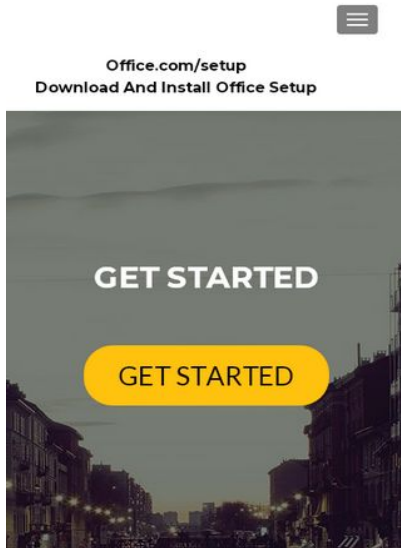 Office.com/setup
Download And Install Office Setup
GET STARTED
GET STARTED